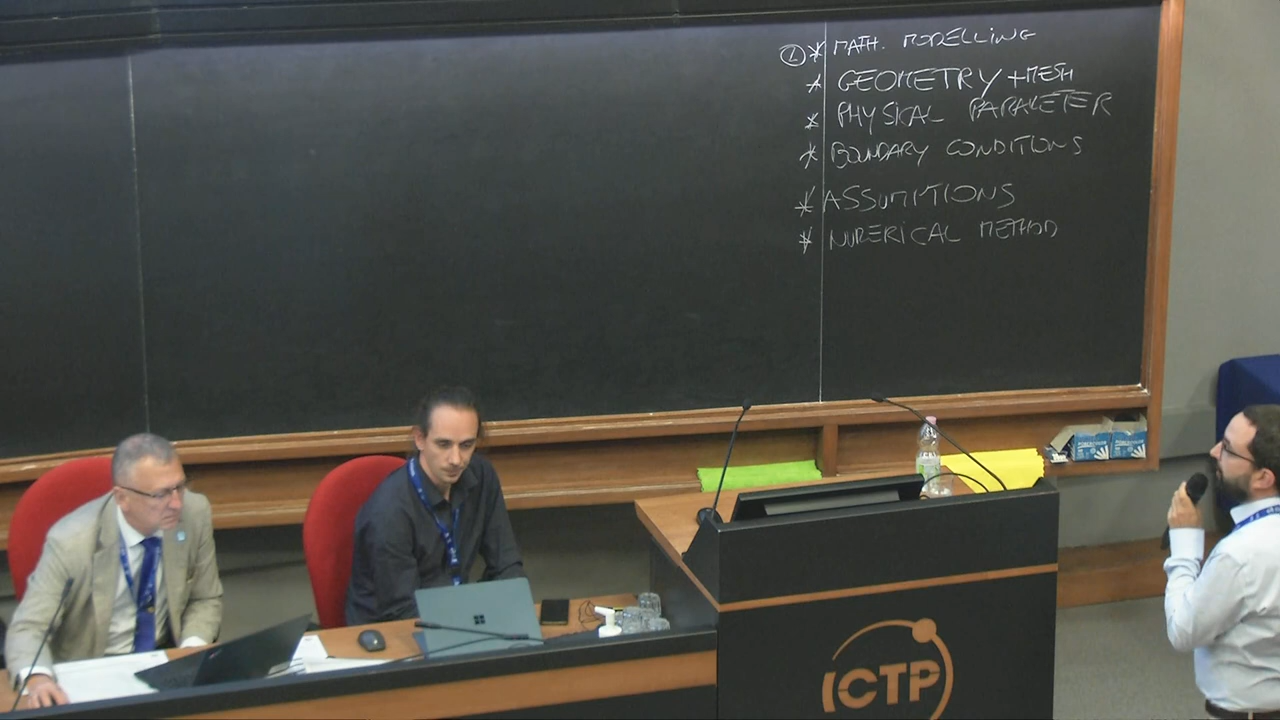 ① * MATH. MODELLING
* GEOMETRY + MESH
* PHYSICAL PARAMETER
* BOUNDARY CONDITIONS
* ASSUMPTIONS
* NUMERICAL METHOD
ICTP